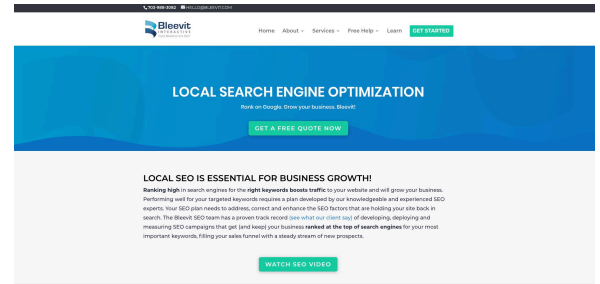 703-988-3092 HELLO@BLEEVIT.COM
Bleevit
INTERACTIVE
Home About Services Free Help Learn GET STARTED
LOCAL SEARCH ENGINE OPTIMIZATION
Rank on Google. Grow your business. Bleevit!
GET A FREE QUOTE NOW
LOCAL SEO IS ESSENTIAL FOR BUSINESS GROWTH!
Ranking high in search engines for the right keywords boosts traffic to your website and will grow your business.
Performing well for your targeted keywords requires a plan developed by our knowledgeable and experienced SEO
experts. Your SEO plan needs to address, correct and enhance the SEO factors that are holding your site back in
search. The Bleevit SEO team has a proven track record (see what our client say) of developing, deploying and
measuring SEO campaigns that get (and keep) your business ranked at the top of search engines for your most
important keywords, filling your sales funnel with a steady stream of new prospects.
WATCH SEO VIDEO